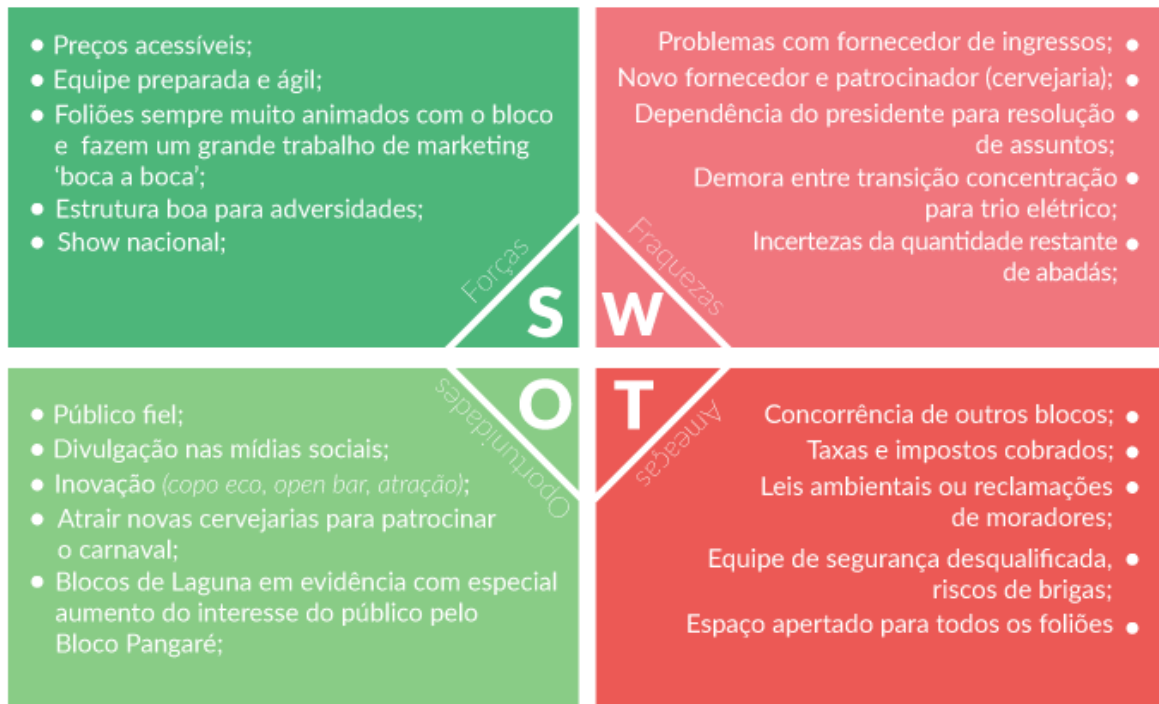 ● Preços acessíveis;
● Equipe preparada e ágil;
● Foliões sempre muito animados com o bloco
e fazem um grande trabalho de marketing
‘boca a boca’;
● Estrutura boa para adversidades;
● Show nacional;
Forças
S
Problemas com fornecedor de ingressos; ●
Novo fornecedor e patrocinador (cervejaria); ●
Dependência do presidente para resolução ●
de assuntos;
Demora entre transição concentração ●
para trio elétrico;
Incertezas da quantidade restante ●
de abadás;
Fraquezas
W
● Público fiel;
● Divulgação nas mídias sociais;
● Inovação (copo eco, open bar, atração);
● Atrair novas cervejarias para patrocinar
o carnaval;
● Blocos de Laguna em evidência com especial
aumento do interesse do público pelo
Bloco Pangaré;
Oportunidades
O
Concorrência de outros blocos; ●
Taxas e impostos cobrados; ●
Leis ambientais ou reclamações ●
de moradores;
Equipe de segurança desqualificada, ●
riscos de brigas;
Espaço apertado para todos os foliões ●
Ameaças
T